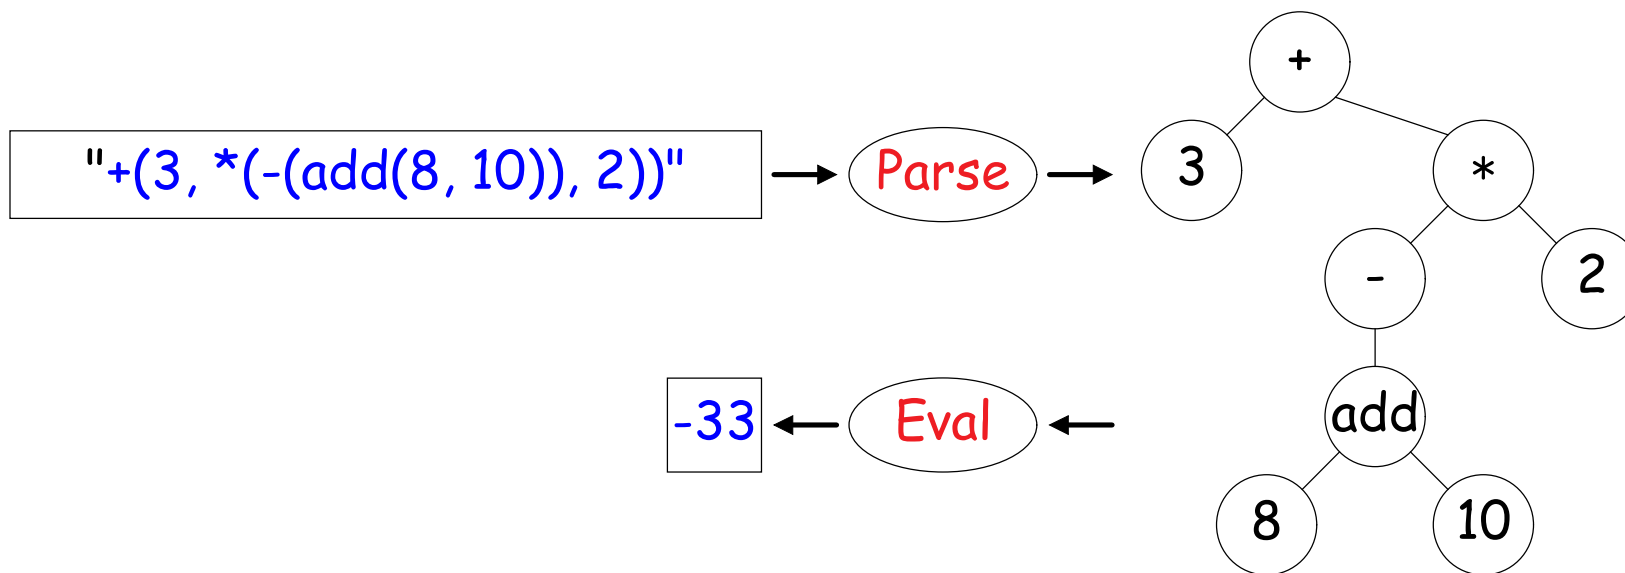 +
"+(3, *(-(add(8, 10)), 2))"
Parse
3
*
-
2
-33
Eval
add
8
10